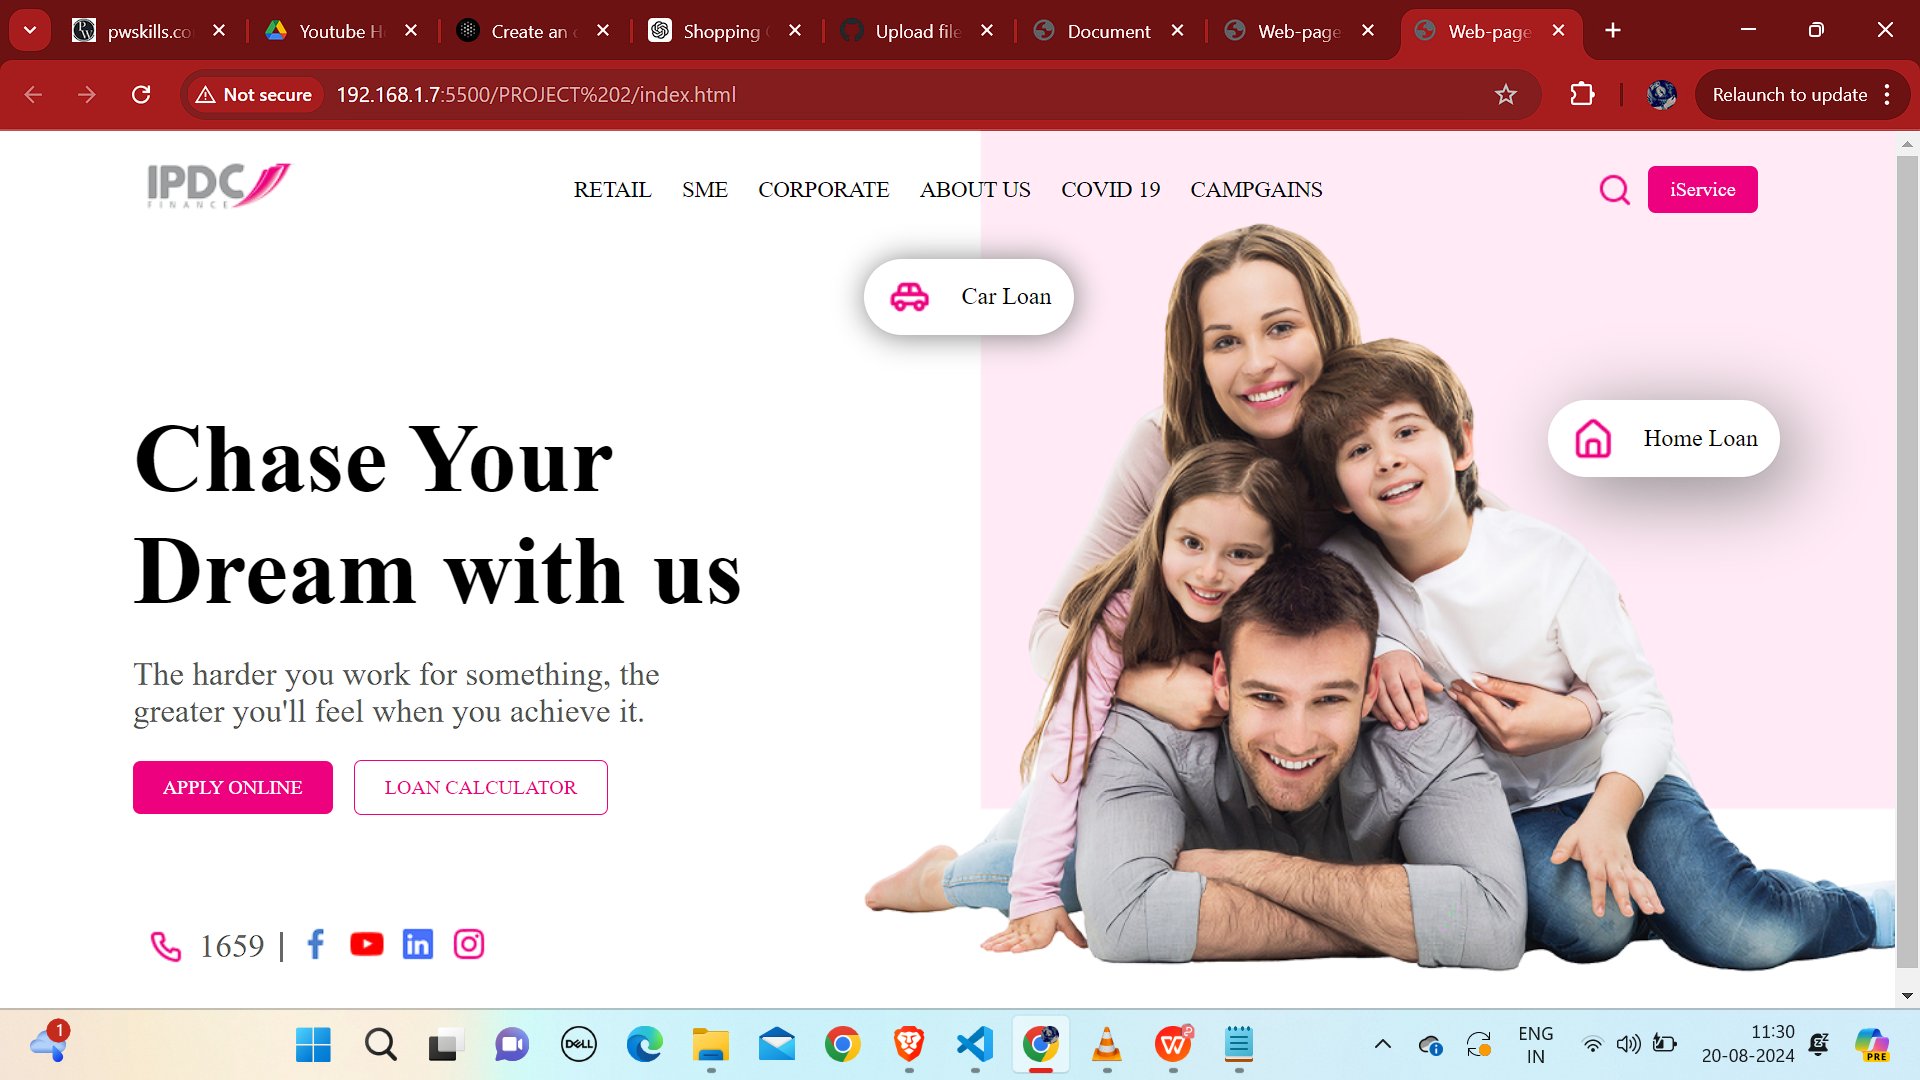 pwskills.co
Youtube H
Create an
Shopping
Upload file
Document
Web-page
Web-page
Not secure
192.168.1.7:5500/PROJECT%202/index.html
Relaunch to update
IPDC
FINANCE
RETAIL
SME
CORPORATE
ABOUT US
COVID 19
CAMPGAINS
iService
Car Loan
Home Loan
Chase Your
Dream with us
The harder you work for something, the
greater you'll feel when you achieve it.
APPLY ONLINE
LOAN CALCULATOR
1659 |
1
DELL
PRE
ENG
IN
11:30
20-08-2024